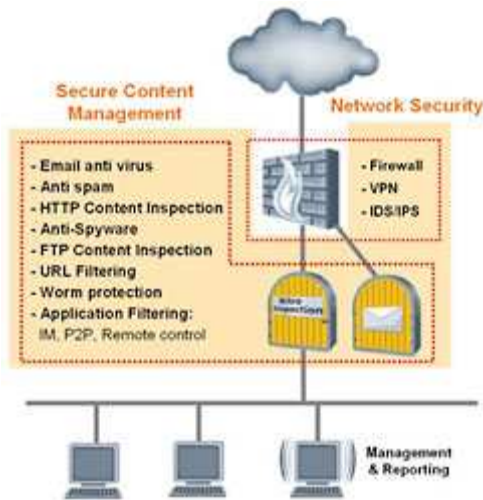 Secure Content
Management
- Email anti virus
- Anti spam
- HTTP Content Inspection
- Anti-Spyware
- FTP Content Inspection
- URL Filtering
- Worm protection
- Application Filtering:
IM, P2P, Remote control
Network Security
- Firewall
- VPN
- IDS/IPS
Inspection
Management
& Reporting